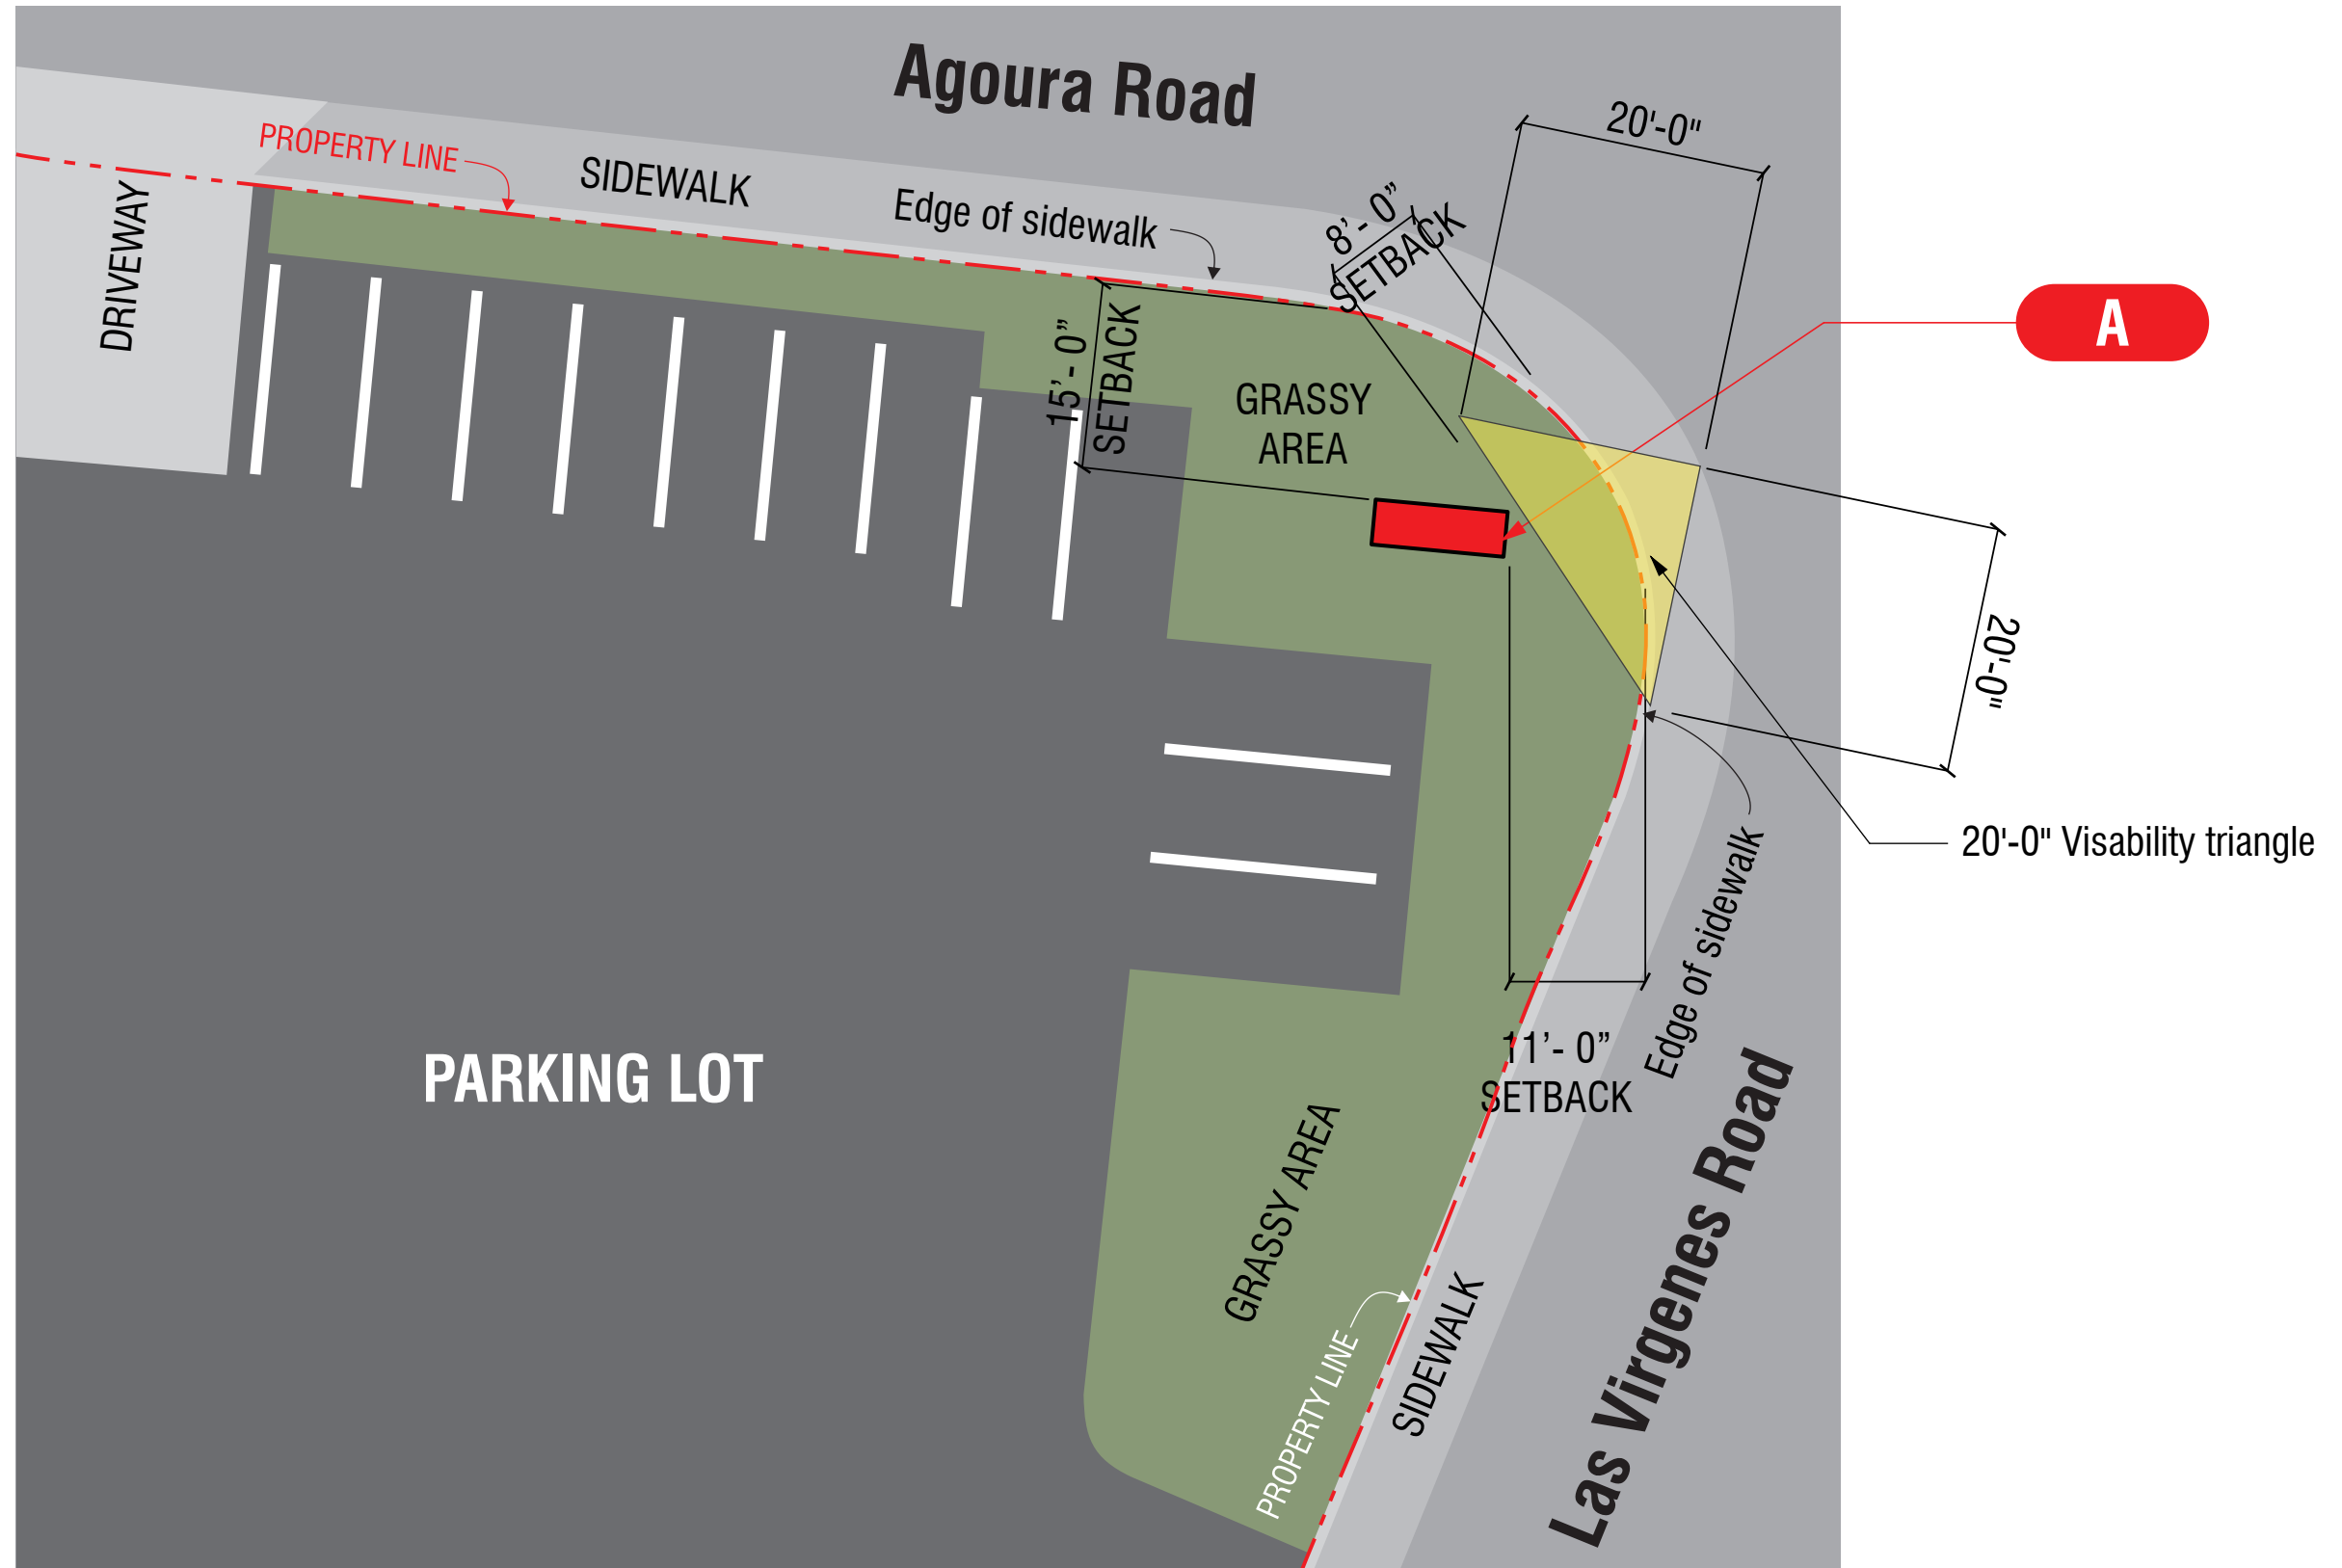 Agoura Road
20'-0"
PROPERTY LINE
SIDEWALK
Edge of sidewalk
8’- 0”
SETBACK
DRIVEWAY
A
15’- 0”
SETBACK
GRASSY
AREA
20'-0"
20'-0" Visability triangle
Edge of sidewalk
11’- 0”
SETBACK
PARKING LOT
GRASSY AREA
PROPERTY LINE
SIDEWALK
Las Virgenes Road